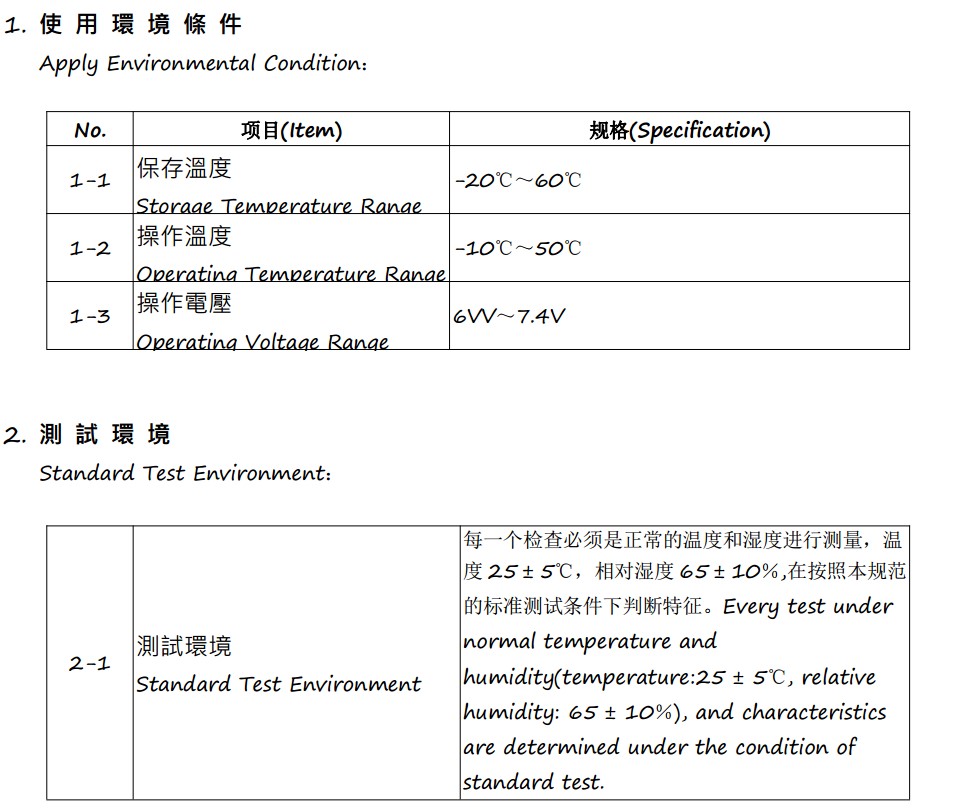 1. 使用環境條件
Apply Environmental Condition:
No. 项目(Item) 规格(Specification)
1-1 保存溫度 Storage Temperature Range -20℃～60℃
1-2 操作溫度 Operating Temperature Range -10℃～50℃
1-3 操作電壓 Operating Voltage Range 6VV～7.4V
2. 測試環境
Standard Test Environment:
2-1 測試環境 Standard Test Environment
每一个检查必须是正常的温度和湿度进行测量，温
度 25 ± 5℃，相对湿度 65 ± 10%,在按照本规范
的标准测试条件下判断特征。Every test under
normal temperature and
humidity(temperature:25 ± 5℃, relative
humidity: 65 ± 10%), and characteristics
are determined under the condition of
standard test.